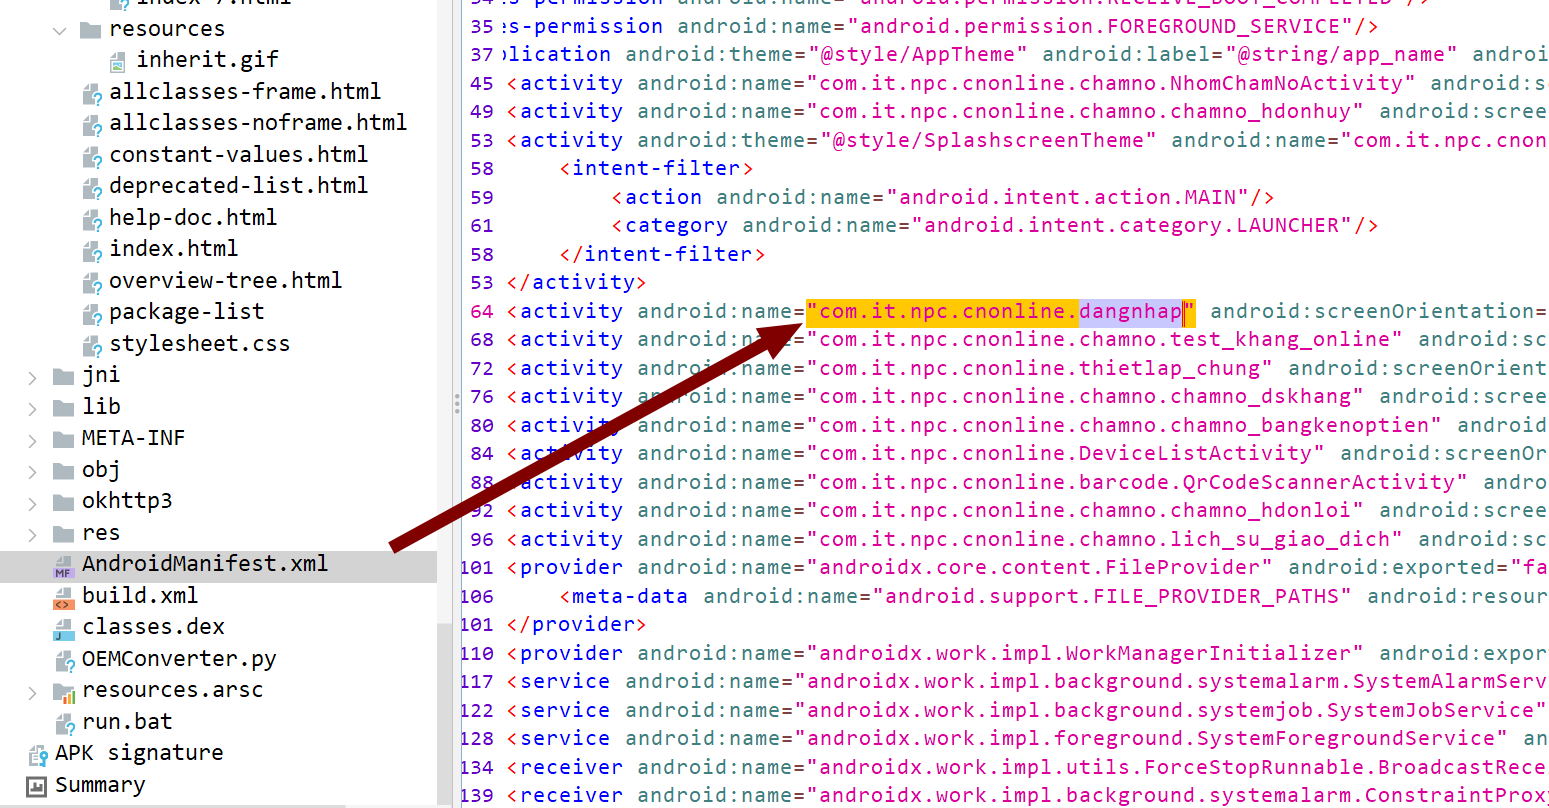 index-7.html
resources
inherit.gif
allclasses-frame.html
allclasses-noframe.html
constant-values.html
deprecated-list.html
help-doc.html
index.html
overview-tree.html
package-list
stylesheet.css
jni
lib
META-INF
obj
okhttp3
res
AndroidManifest.xml
build.xml
classes.dex
OEMConverter.py
resources.arsc
run.bat
APK signature
Summary
34 es-permission android:name="android.permission.RECEIVE_BOOT_COMPLETED"/>
35 es-permission android:name="android.permission.FOREGROUND_SERVICE"/>
37 plication android:theme="@style/AppTheme" android:label="@string/app_name" androi
45 <activity android:name="com.it.npc.cnonline.chamno.NhomChamNoActivity" android:s
49 <activity android:name="com.it.npc.cnonline.chamno.chamno_hdonhuy" android:scree
53 <activity android:theme="@style/SplashscreenTheme" android:name="com.it.npc.cnon
58 <intent-filter>
59 <action android:name="android.intent.action.MAIN"/>
61 <category android:name="android.intent.category.LAUNCHER"/>
58 </intent-filter>
53 </activity>
64 <activity android:name="com.it.npc.cnonline.dangnhap" android:screenOrientation=
68 <activity android:name="com.it.npc.cnonline.chamno.test_khang_online" android:sc
72 <activity android:name="com.it.npc.cnonline.thietlap_chung" android:screenOrient
76 <activity android:name="com.it.npc.cnonline.chamno.chamno_dskhang" android:scree
80 <activity android:name="com.it.npc.cnonline.chamno.chamno_bangkenoptien" android
84 <activity android:name="com.it.npc.cnonline.DeviceListActivity" android:screenOr
88 <activity android:name="com.it.npc.cnonline.barcode.QrCodeScannerActivity" andro
92 <activity android:name="com.it.npc.cnonline.chamno.chamno_hdonloi" android:scree
96 <activity android:name="com.it.npc.cnonline.chamno.lich_su_giao_dich" android:sc
101 <provider android:name="androidx.core.content.FileProvider" android:exported="fa
106 <meta-data android:name="android.support.FILE_PROVIDER_PATHS" android:resour
101 </provider>
110 <provider android:name="androidx.work.impl.WorkManagerInitializer" android:expor
117 <service android:name="androidx.work.impl.background.systemalarm.SystemAlarmServ
122 <service android:name="androidx.work.impl.background.systemjob.SystemJobService"
128 <service android:name="androidx.work.impl.foreground.SystemForegroundService" an
134 <receiver android:name="androidx.work.impl.utils.ForceStopRunnable.BroadcastRece
139 <receiver android:name="androidx.work.impl.background.systemalarm.ConstraintProx